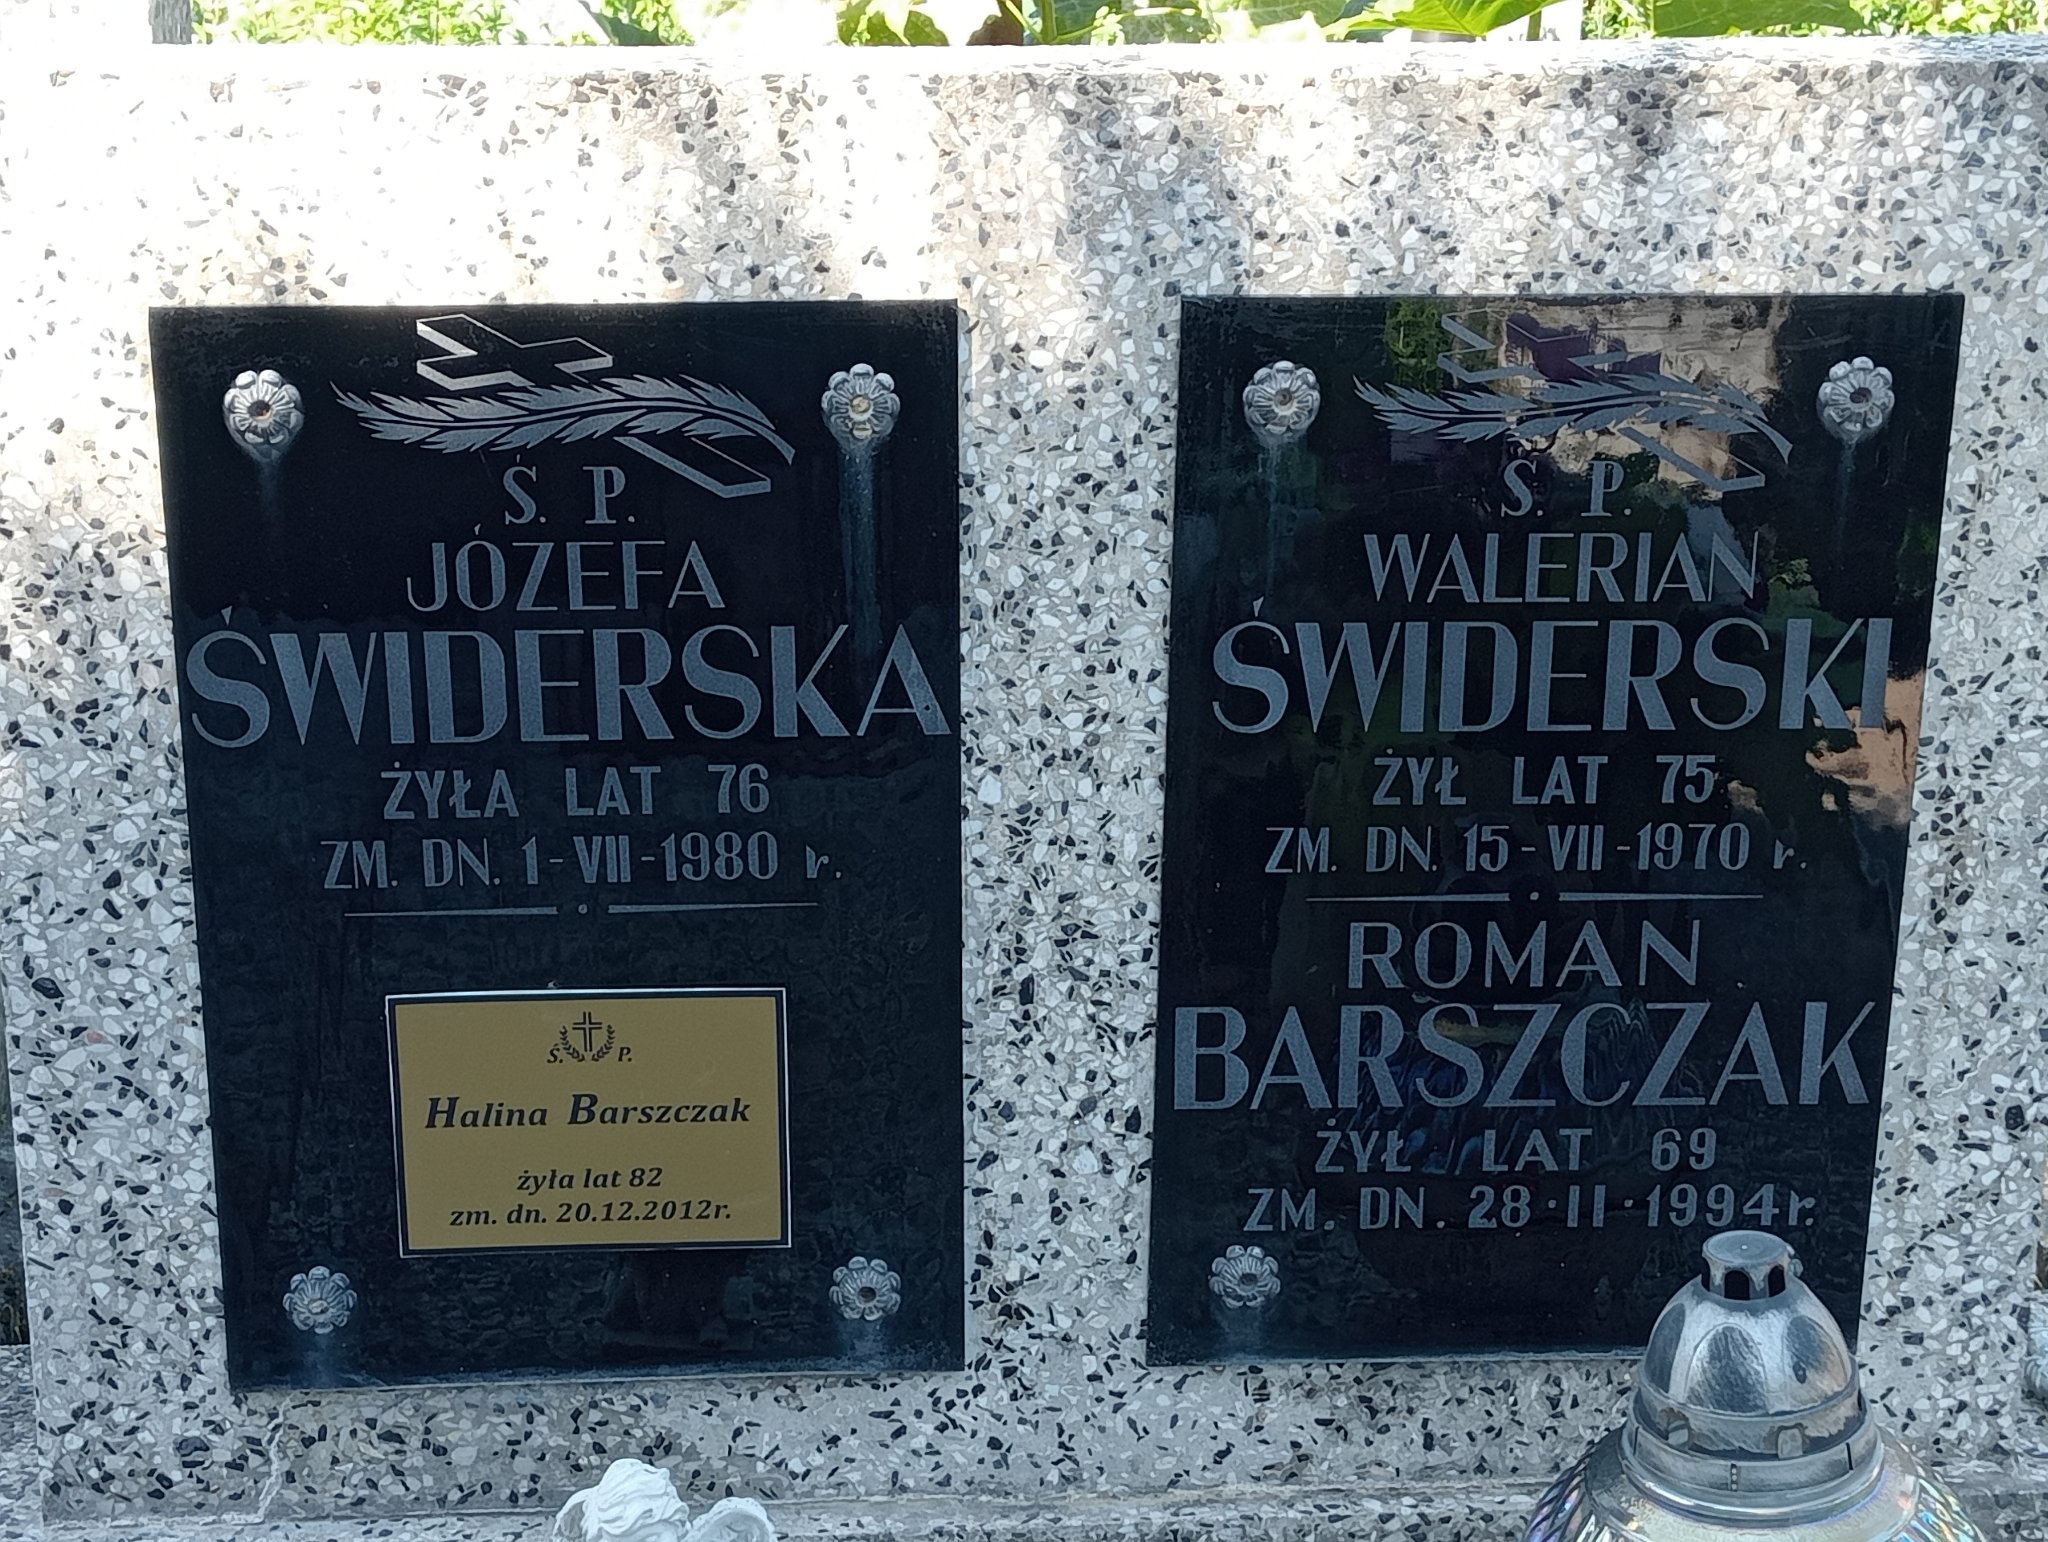 Ś. P.
JÓZEFA
ŚWIDERSKA
ŻYŁA LAT 76
ZM. DN. 1-VII-1980 r.
Ś. P.
Halina Barszczak
żyła lat 82
zm. dn. 20.12.2012r.
Ś. P.
WALERIAN
ŚWIDERSKI
ŻYŁ LAT 75
ZM. DN. 15-VII-1970 r.
ROMAN
BARSZCZAK
ŻYŁ LAT 69
ZM. DN. 28·II·1994r.